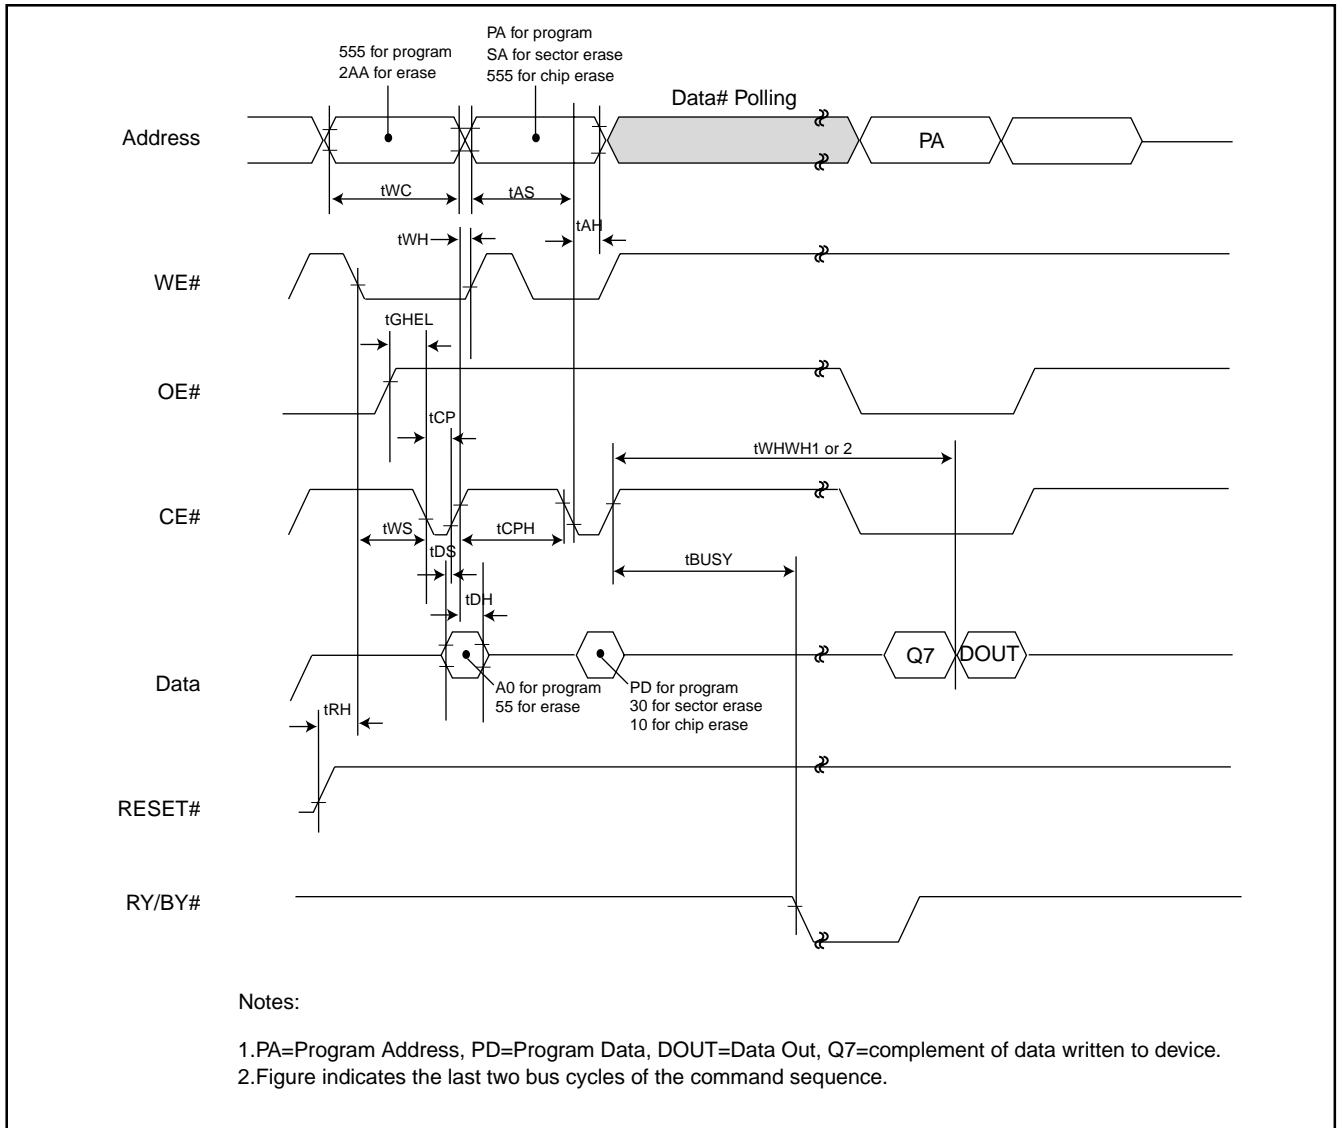 555 for program
2AA for erase
PA for program
SA for sector erase
555 for chip erase
Data# Polling
Address
PA
tWC
tAS
tAH
tWH
WE#
tGHEL
OE#
tCP
tWHWH1 or 2
CE#
tWS
tCPH
tDS
tBUSY
tDH
Data
Q7
DOUT
A0 for program
55 for erase
PD for program
30 for sector erase
10 for chip erase
tRH
RESET#
RY/BY#
Notes:
1.PA=Program Address, PD=Program Data, DOUT=Data Out, Q7=complement of data written to device.
2.Figure indicates the last two bus cycles of the command sequence.